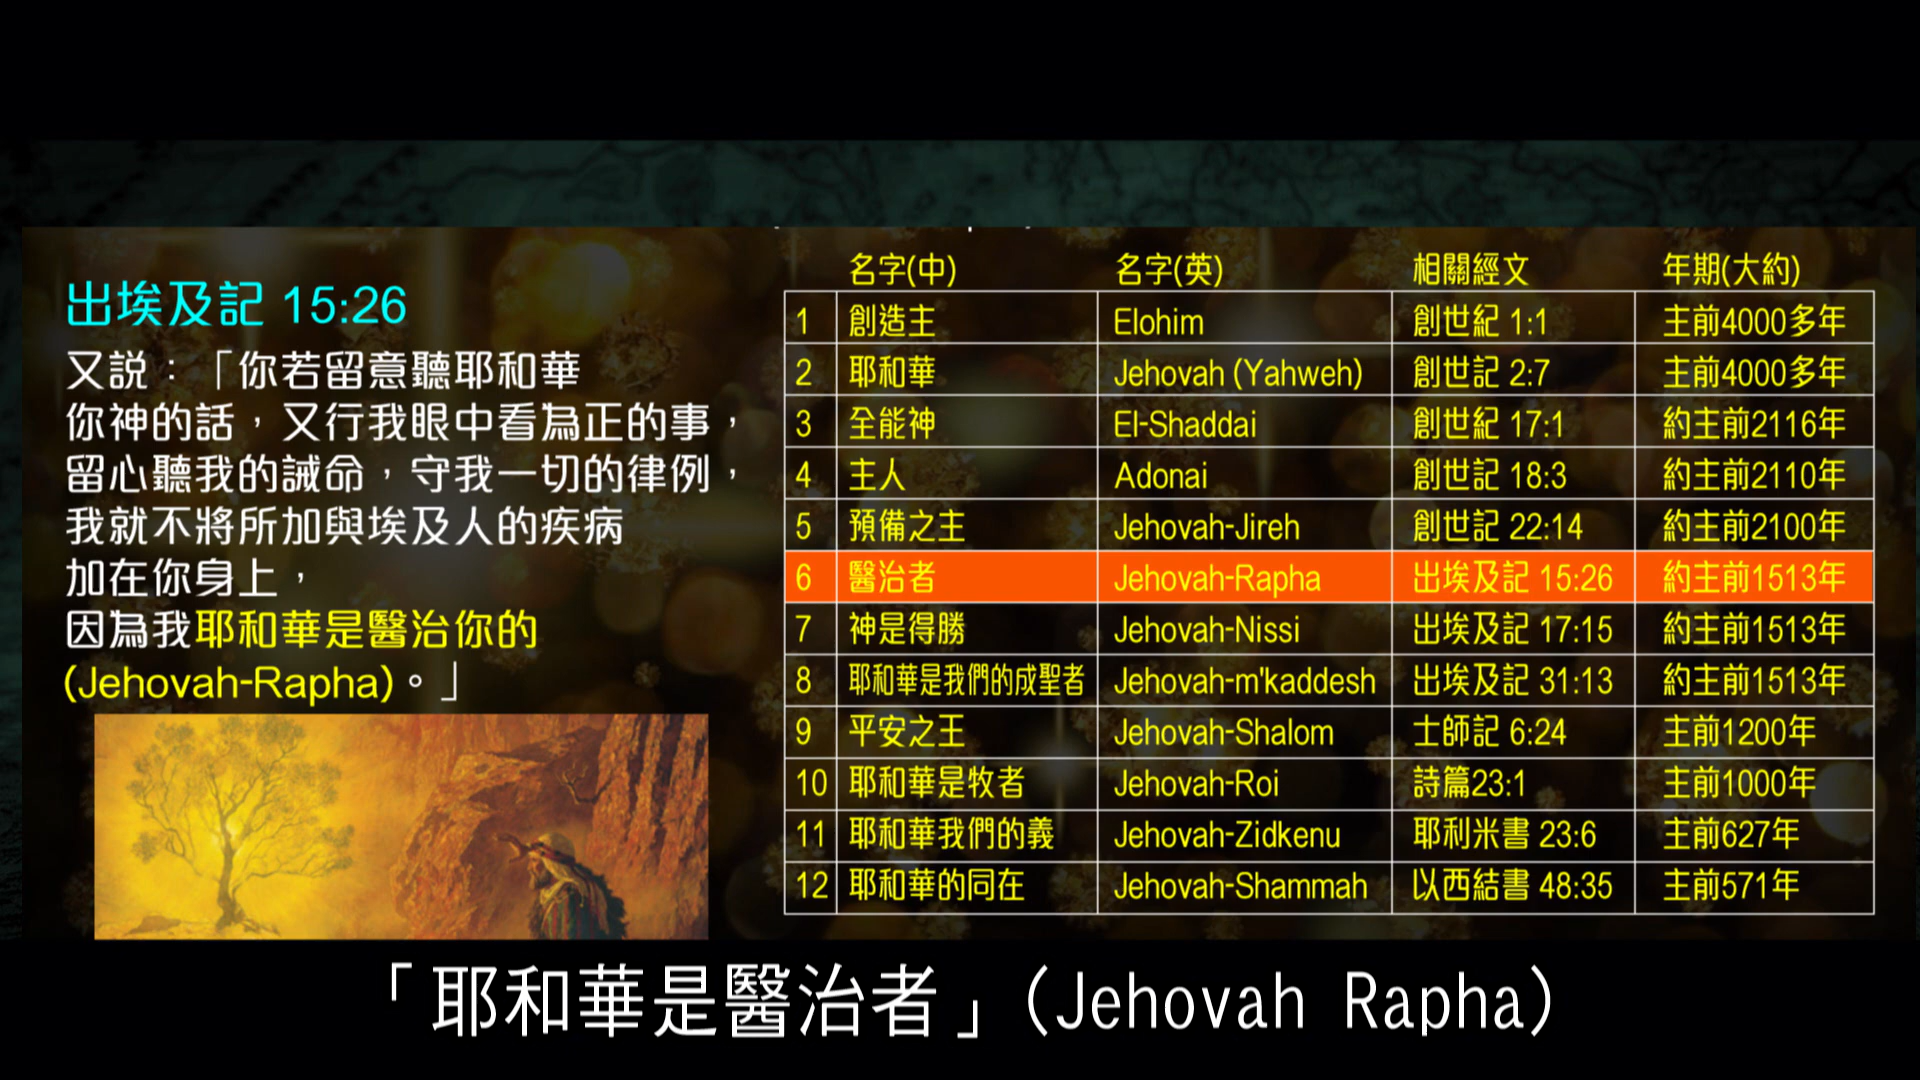 出埃及記 15:26
又説：「你若留意聽耶和華
你神的話，又行我眼中看為正的事，
留心聽我的誡命，守我一切的律例，
我就不將所加與埃及人的疾病
加在你身上，
因為我耶和華是醫治你的
(Jehovah-Rapha)。」
名字(中) 名字(英) 相關經文 年期(大約)
1 創造主 Elohim 創世紀 1:1 主前4000多年
2 耶和華 Jehovah (Yahweh) 創世記 2:7 主前4000多年
3 全能神 El-Shaddai 創世紀 17:1 約主前2116年
4 主人 Adonai 創世記 18:3 約主前2110年
5 預備之主 Jehovah-Jireh 創世記 22:14 約主前2100年
6 醫治者 Jehovah-Rapha 出埃及記 15:26 約主前1513年
7 神是得勝 Jehovah-Nissi 出埃及記 17:15 約主前1513年
8 耶和華是我們的成聖者 Jehovah-m'kaddesh 出埃及記 31:13 約主前1513年
9 平安之王 Jehovah-Shalom 士師記 6:24 主前1200年
10 耶和華是牧者 Jehovah-Roi 詩篇23:1 主前1000年
11 耶和華我們的義 Jehovah-Zidkenu 耶利米書 23:6 主前627年
12 耶和華的同在 Jehovah-Shammah 以西結書 48:35 主前571年
「耶和華是醫治者」(Jehovah Rapha)